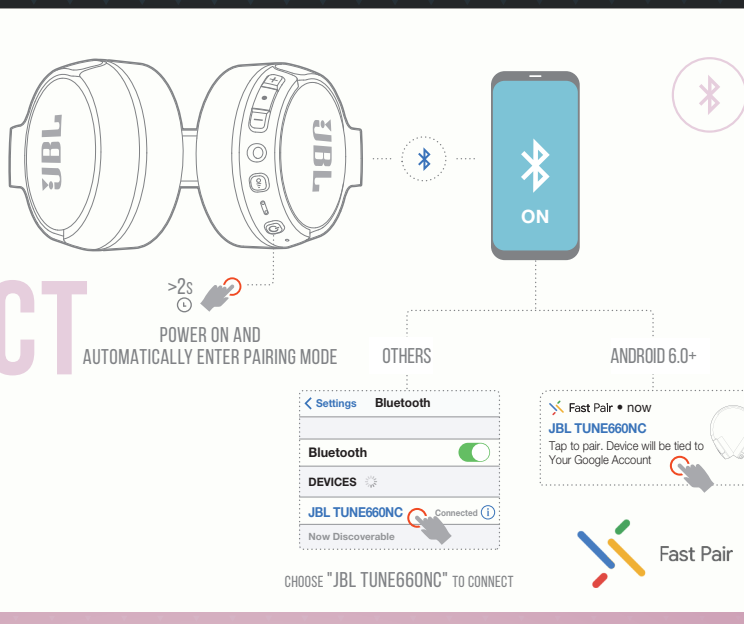 JBL
JBL
ON
>2S
CT
POWER ON AND
AUTOMATICALLY ENTER PAIRING MODE
OTHERS
ANDROID 6.0+
Settings Bluetooth
Bluetooth
DEVICES
JBL TUNE660NC Connected
Now Discoverable
CHOOSE "JBL TUNE660NC" TO CONNECT
Fast Pair • now
JBL TUNE660NC
Tap to pair. Device will be tied to
Your Google Account
Fast Pair